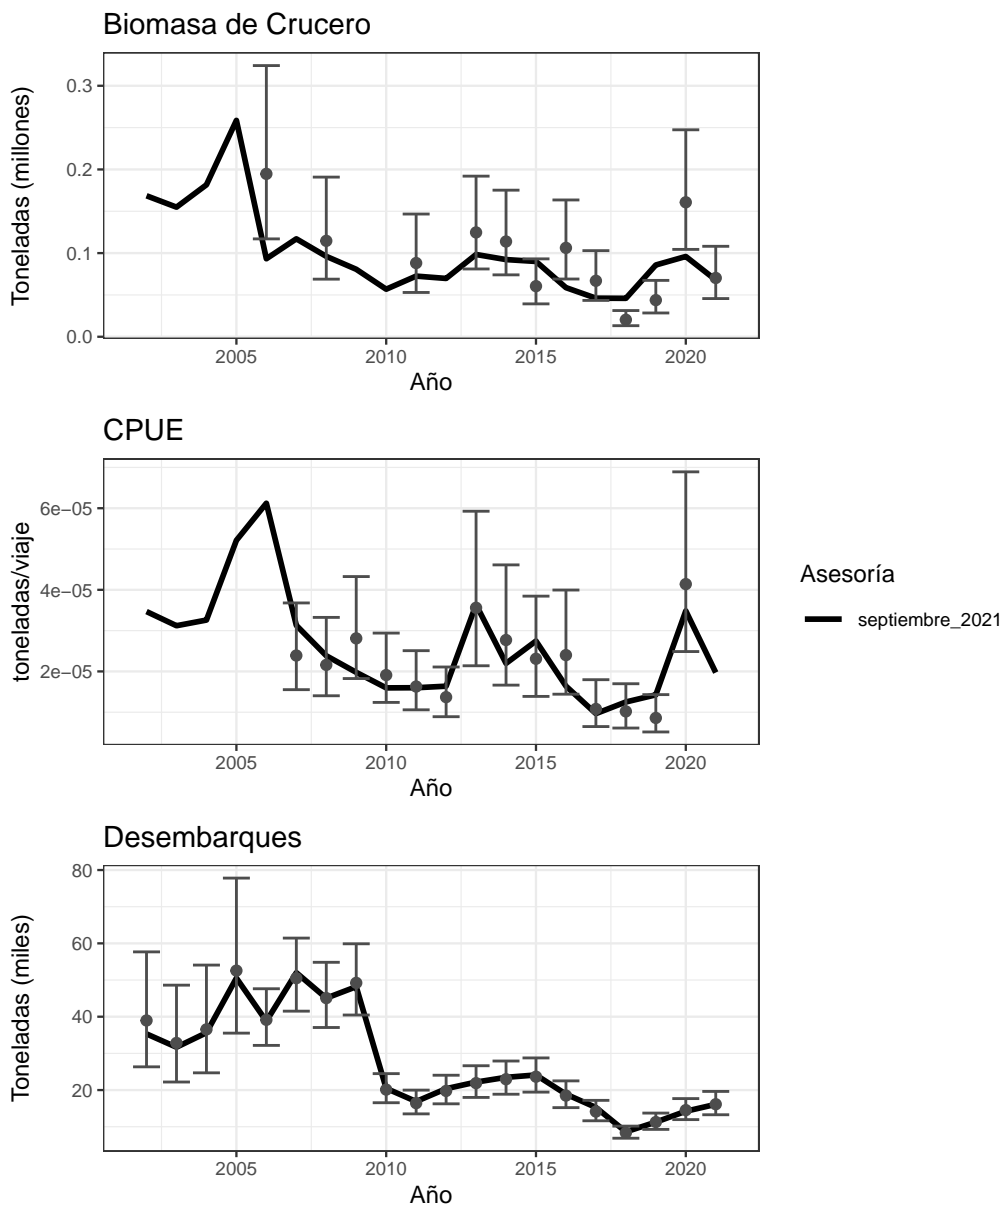 Biomasa de Crucero
Toneladas (millones)
0.3
0.2
0.1
0.0
2005 2010 2015 2020
Año
CPUE
toneladas/viaje
6e−05
4e−05
2e−05
2005 2010 2015 2020
Año
Asesoría
septiembre_2021
Desembarques
Toneladas (miles)
80
60
40
20
2005 2010 2015 2020
Año